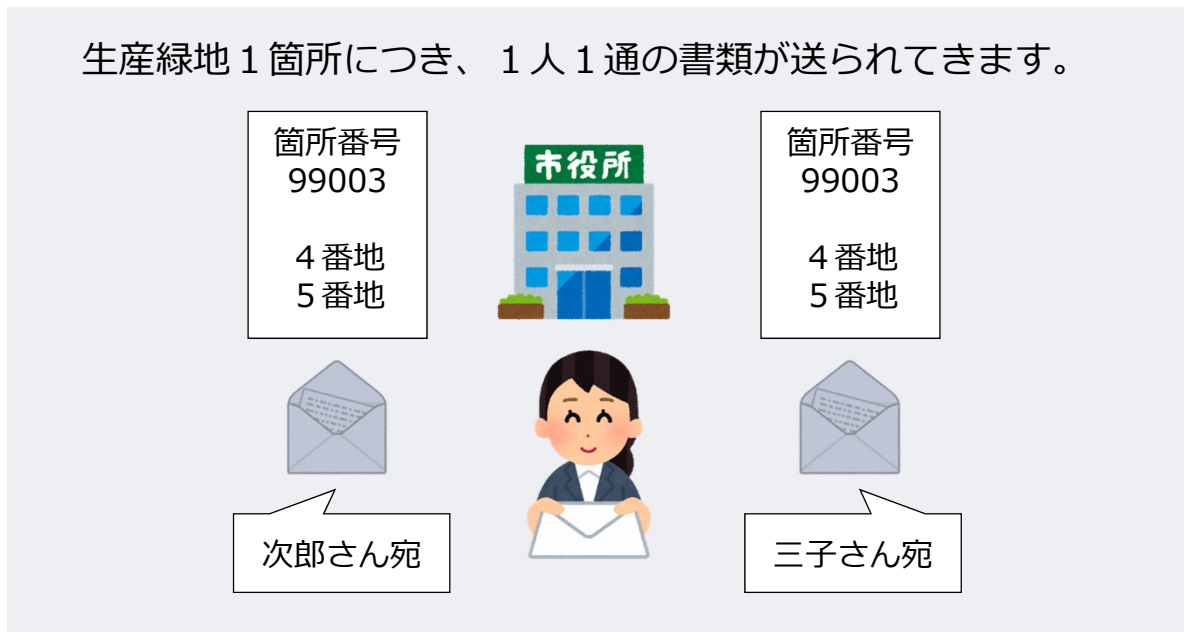 生産緑地１箇所につき、１人１通の書類が送られてきます。
箇所番号
99003
４番地
５番地
市役所
箇所番号
99003
４番地
５番地
次郎さん宛
三子さん宛